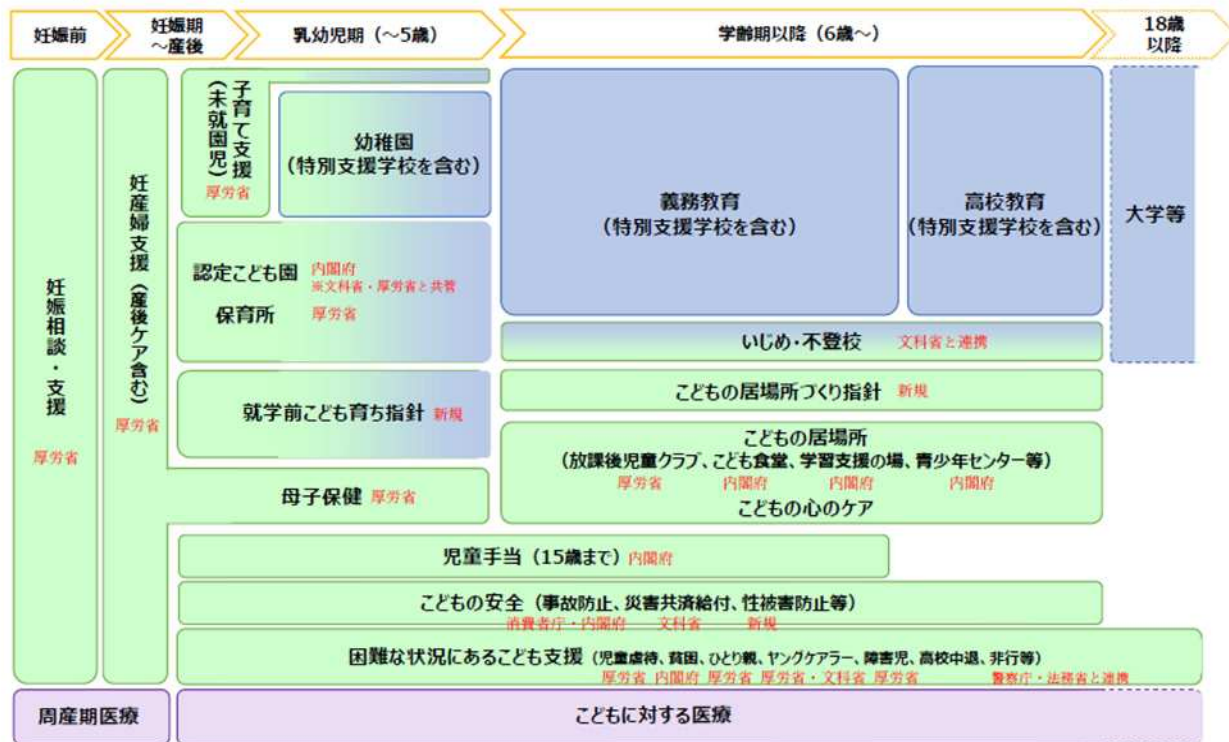 妊娠前
妊娠期
～産後
乳幼児期（～5歳）
学齢期以降（6歳～）
18歳
以降
妊娠相談・支援
厚労省
妊産婦支援（産後ケア含む）
厚労省
子育て支援
（未就園児）
厚労省
幼稚園
（特別支援学校を含む）
認定こども園 内閣府
※文科省・厚労省と共管
保育所 厚労省
就学前こども育ち指針 新規
母子保健 厚労省
義務教育
（特別支援学校を含む）
高校教育
（特別支援学校を含む）
大学等
いじめ・不登校 文科省と連携
こどもの居場所づくり指針 新規
こどもの居場所
（放課後児童クラブ、こども食堂、学習支援の場、青少年センター等）
厚労省 内閣府 内閣府 内閣府
こどもの心のケア
児童手当（15歳まで）内閣府
こどもの安全（事故防止、災害共済給付、性被害防止等）
消費者庁・内閣府 文科省 新規
困難な状況にあるこども支援（児童虐待、貧困、ひとり親、ヤングケアラー、障害児、高校中退、非行等）
厚労省 内閣府 厚労省 厚労省・文科省 厚労省 警察庁・法務省と連携
周産期医療
こどもに対する医療